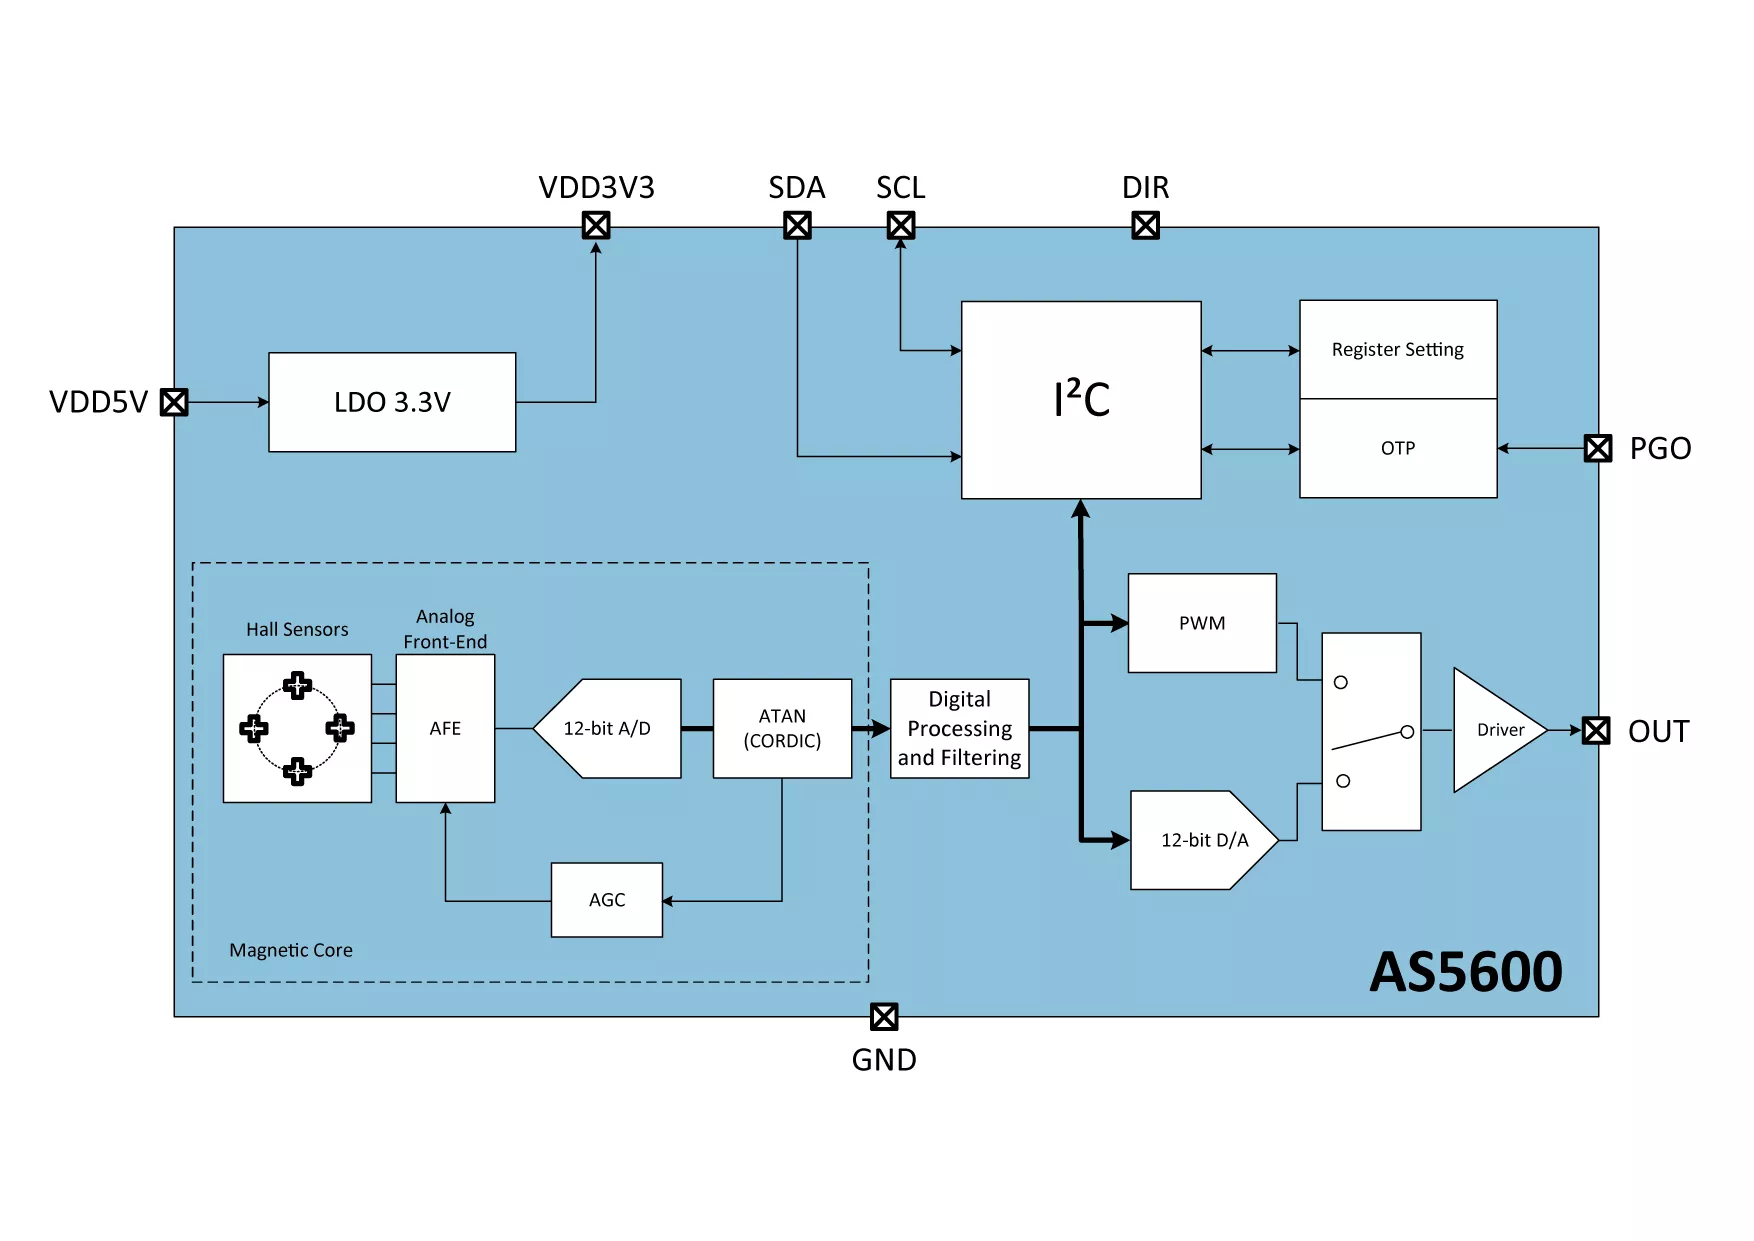 VDD3V3
SDA
SCL
DIR
VDD5V
LDO 3.3V
I²C
Register Setting
OTP
PGO
Hall Sensors
Analog
Front-End
AFE
12-bit A/D
ATAN
(CORDIC)
Digital
Processing
and Filtering
PWM
12-bit D/A
Driver
OUT
AGC
Magnetic Core
AS5600
GND